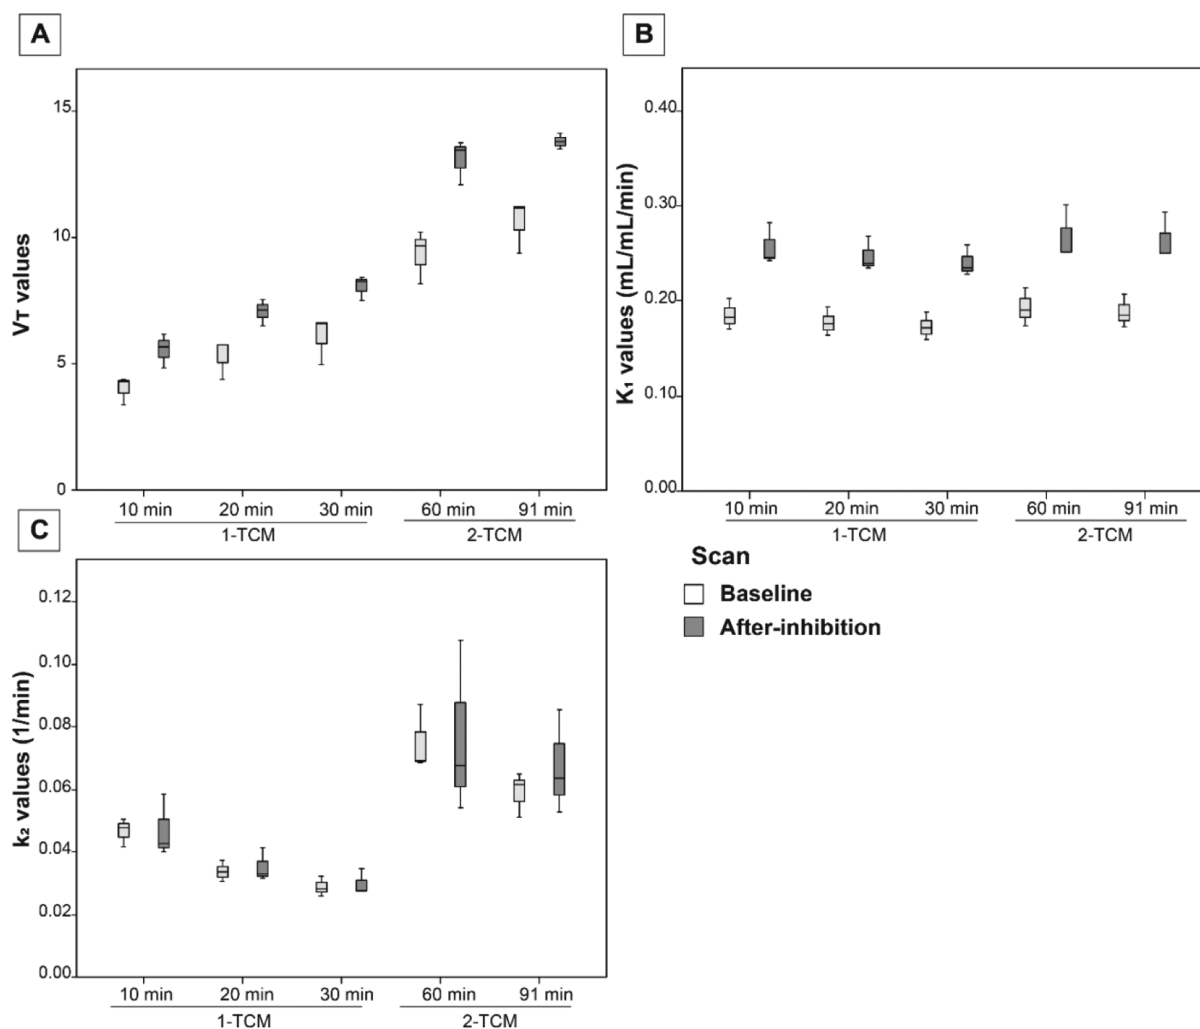 A
B
VT values
15
10
5
0
10 min 20 min 30 min 60 min 91 min
1-TCM 2-TCM
K₁ values (mL/mL/min)
0.40
0.30
0.20
0.10
0.00
10 min 20 min 30 min 60 min 91 min
1-TCM 2-TCM
C
k₂ values (1/min)
0.12
0.10
0.08
0.06
0.04
0.02
0.00
10 min 20 min 30 min 60 min 91 min
1-TCM 2-TCM
Scan
Baseline
After-inhibition